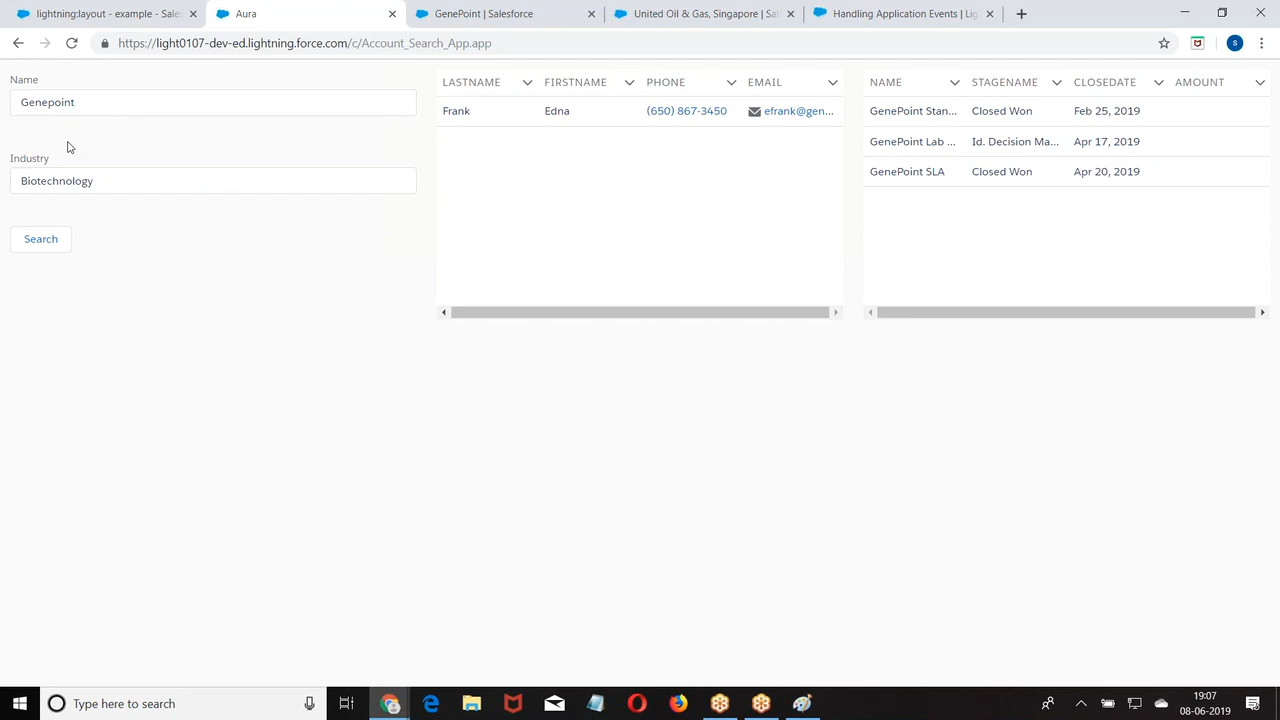 lightning:layout - example - Sales
Aura
GenePoint | Salesforce
United Oil & Gas, Singapore | Sal
Handling Application Events | Lig
https://light0107-dev-ed.lightning.force.com/c/Account_Search_App.app
S
Name
Genepoint
Industry
Biotechnology
Search
LASTNAME FIRSTNAME PHONE EMAIL
Frank Edna (650) 867-3450 efrank@gen...
NAME STAGENAME CLOSEDATE AMOUNT
GenePoint Stan... Closed Won Feb 25, 2019
GenePoint Lab ... Id. Decision Ma... Apr 17, 2019
GenePoint SLA Closed Won Apr 20, 2019
Type here to search
19:07
08-06-2019